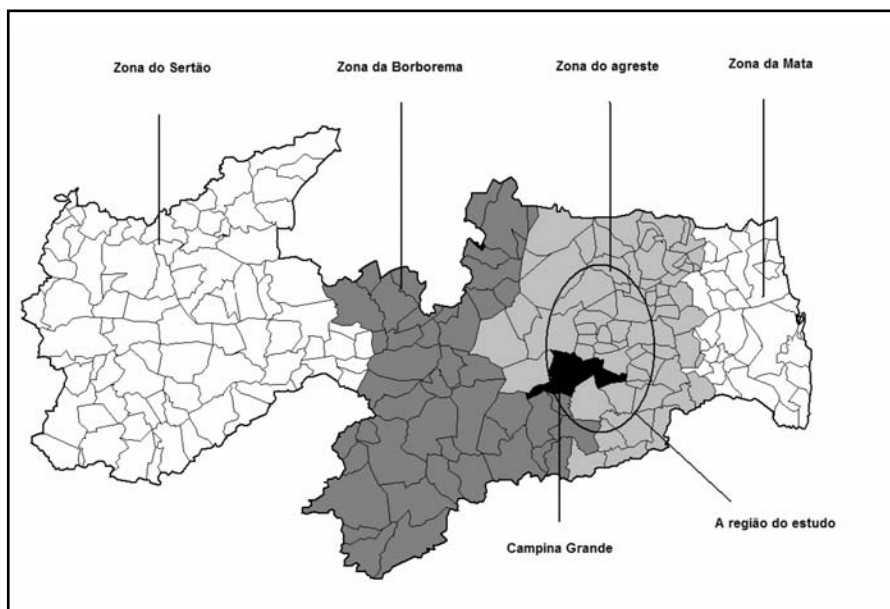 Zona do Sertão
Zona da Borborema
Zona do agreste
Zona da Mata
A região do estudo
Campina Grande